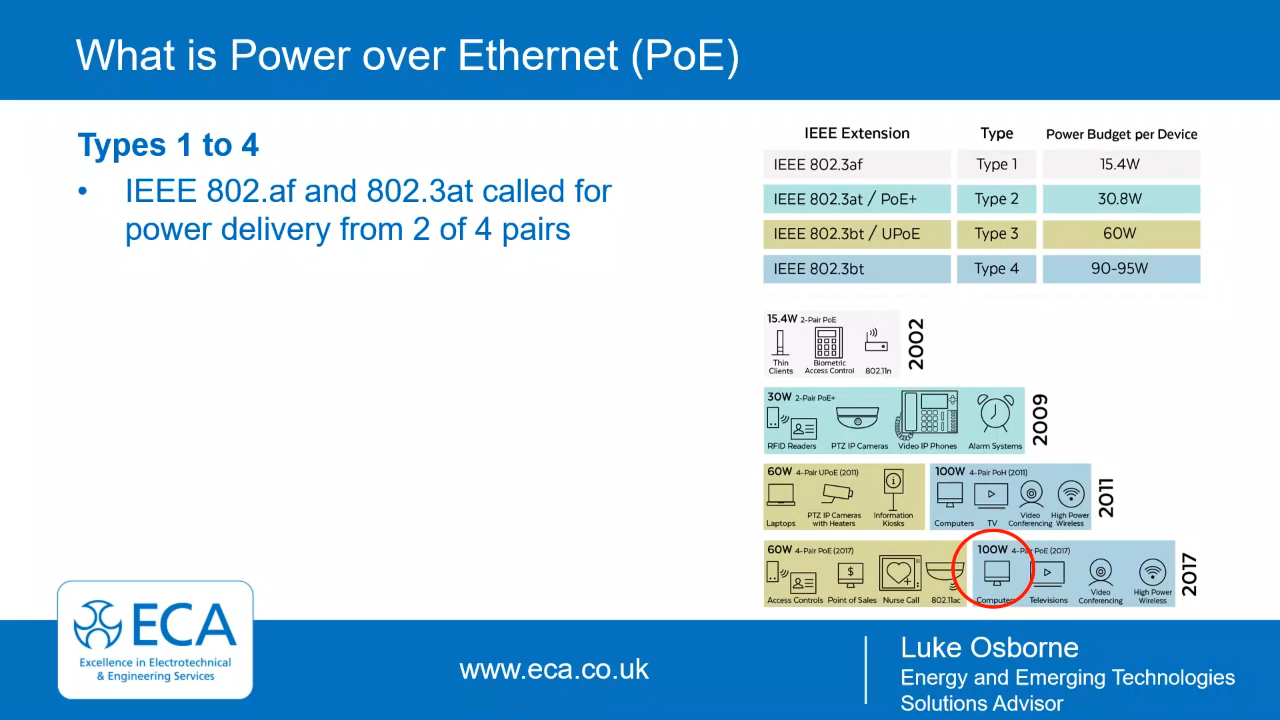 What is Power over Ethernet (PoE)
Types 1 to 4
• IEEE 802.af and 802.3at called for
power delivery from 2 of 4 pairs
IEEE Extension Type Power Budget per Device
IEEE 802.3af Type 1 15.4W
IEEE 802.3at / PoE+ Type 2 30.8W
IEEE 802.3bt / UPoE Type 3 60W
IEEE 802.3bt Type 4 90-95W
15.4W 2-Pair PoE
Thin
Clients
Biometric
Access Control
802.11n
2002
30W 2-Pair PoE+
RFID Readers
PTZ IP Cameras
Video IP Phones
Alarm Systems
2009
60W 4-Pair UPoE (2011)
Laptops
PTZ IP Cameras
with Heaters
Information
Kiosks
i
100W 4-Pair PoH (2011)
Computers
TV
Video
Conferencing
High Power
Wireless
2011
60W 4-Pair PoE (2017)
$
Access Controls
Point of Sales
Nurse Call
802.11ac
100W 4-Pair PoE (2017)
Computers
Televisions
Video
Conferencing
High Power
Wireless
2017
ECA
Excellence in Electrotechnical
& Engineering Services
www.eca.co.uk
Luke Osborne
Energy and Emerging Technologies
Solutions Advisor